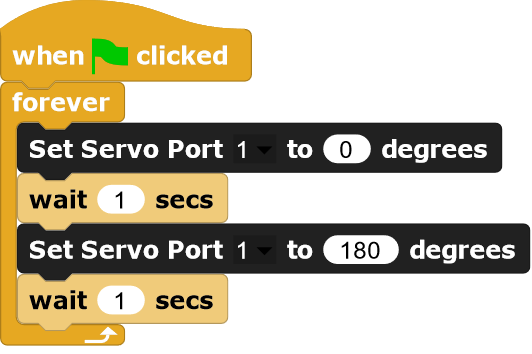 when clicked
forever
Set Servo Port 1 to 0 degrees
wait 1 secs
Set Servo Port 1 to 180 degrees
wait 1 secs